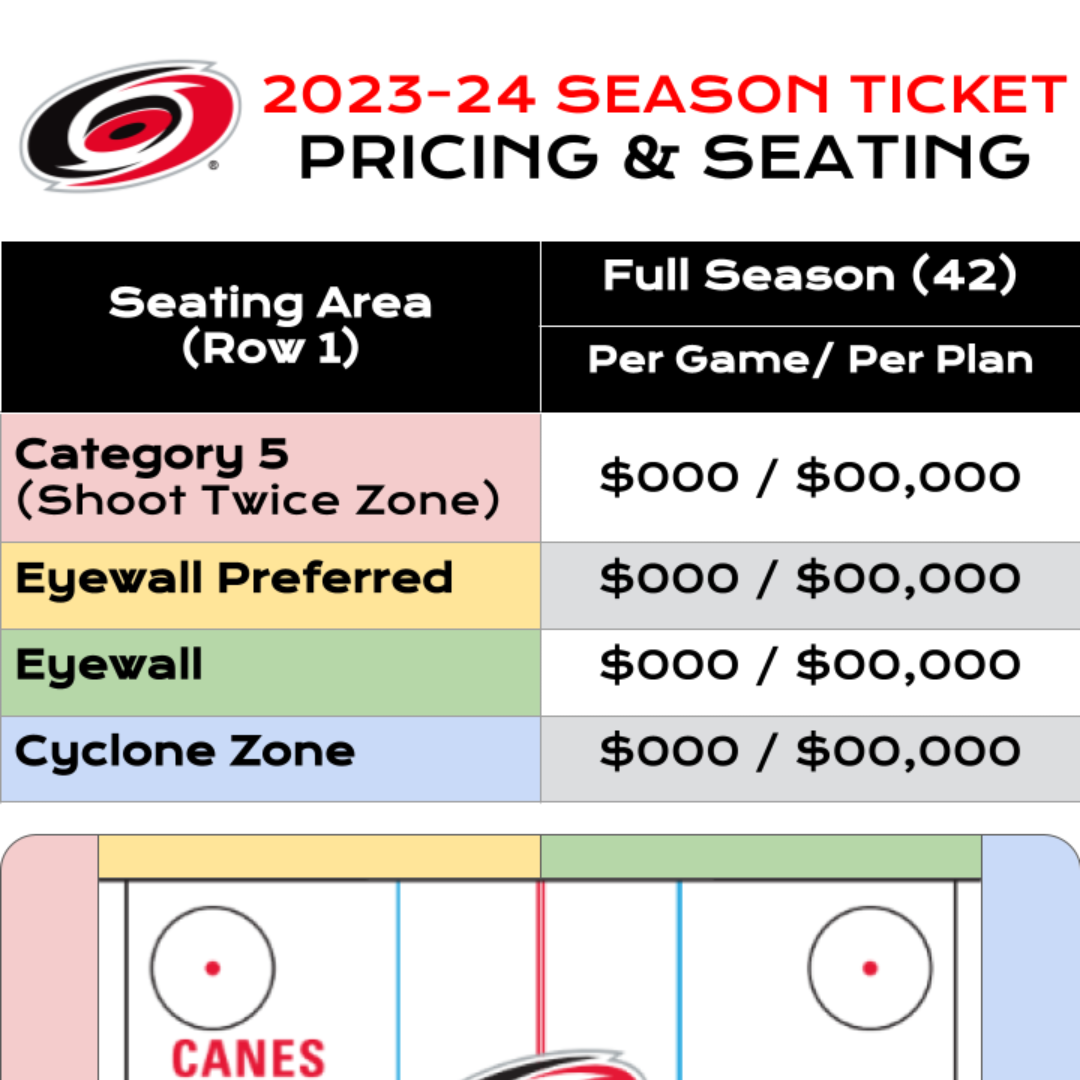 2023-24 SEASON TICKET
PRICING & SEATING
®
Seating Area
(Row 1)
Full Season (42)
Per Game/ Per Plan
Category 5
(Shoot Twice Zone)
$000 / $00,000
Eyewall Preferred
$000 / $00,000
Eyewall
$000 / $00,000
Cyclone Zone
$000 / $00,000
CANES